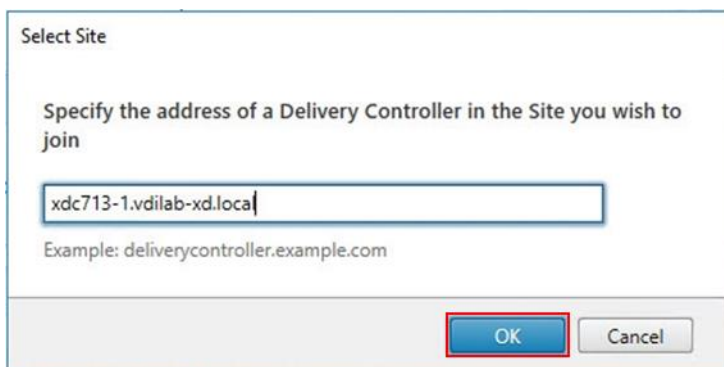 Select Site
Specify the address of a Delivery Controller in the Site you wish to
join
xdc713-1.vdilab-xd.local
Example: deliverycontroller.example.com
OK Cancel